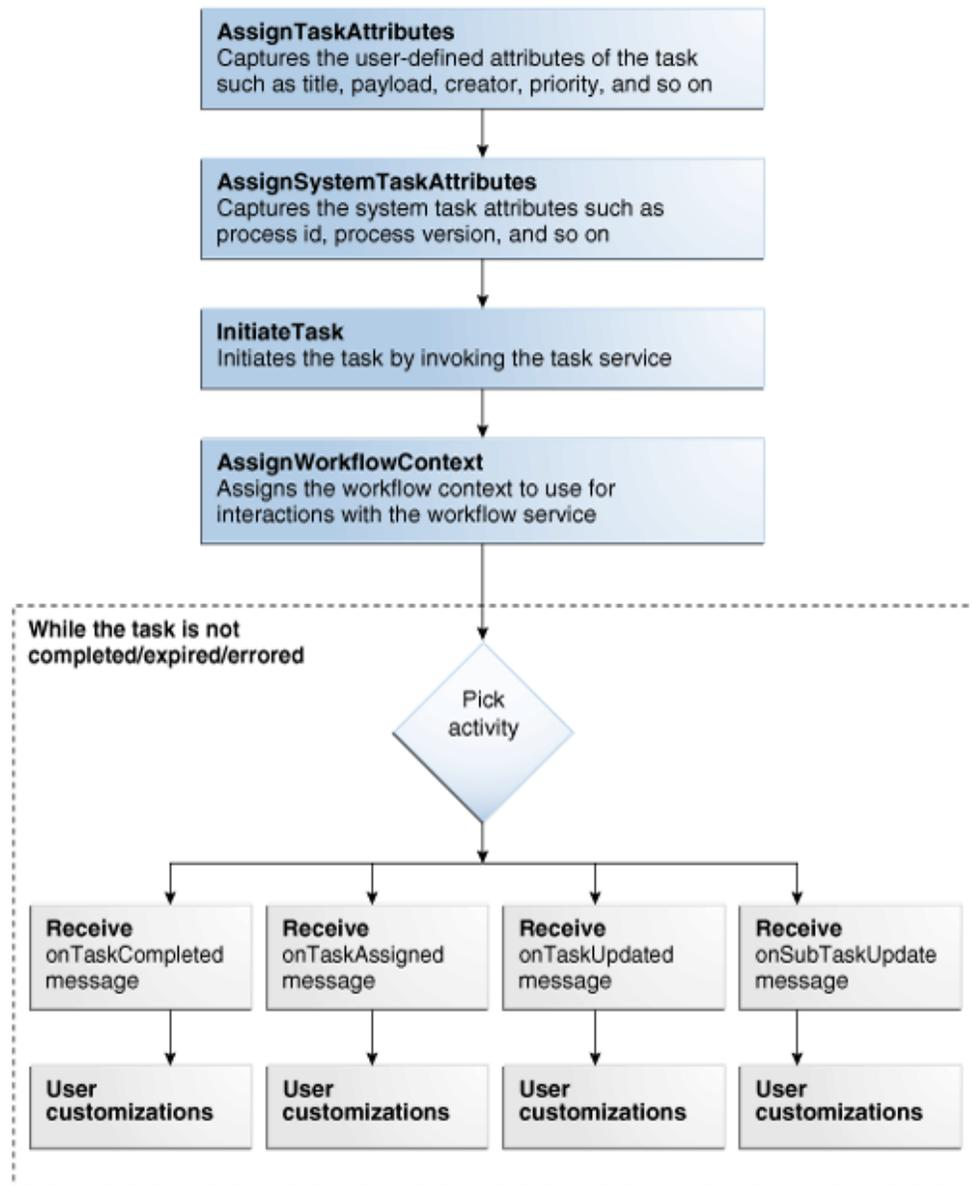 AssignTaskAttributes
Captures the user-defined attributes of the task
such as title, payload, creator, priority, and so on
AssignSystemTaskAttributes
Captures the system task attributes such as
process id, process version, and so on
InitiateTask
Initiates the task by invoking the task service
AssignWorkflowContext
Assigns the workflow context to use for
interactions with the workflow service
While the task is not
completed/expired/errored
Pick
activity
Receive
onTaskCompleted
message
Receive
onTaskAssigned
message
Receive
onTaskUpdated
message
Receive
onSubTaskUpdate
message
User
customizations
User
customizations
User
customizations
User
customizations